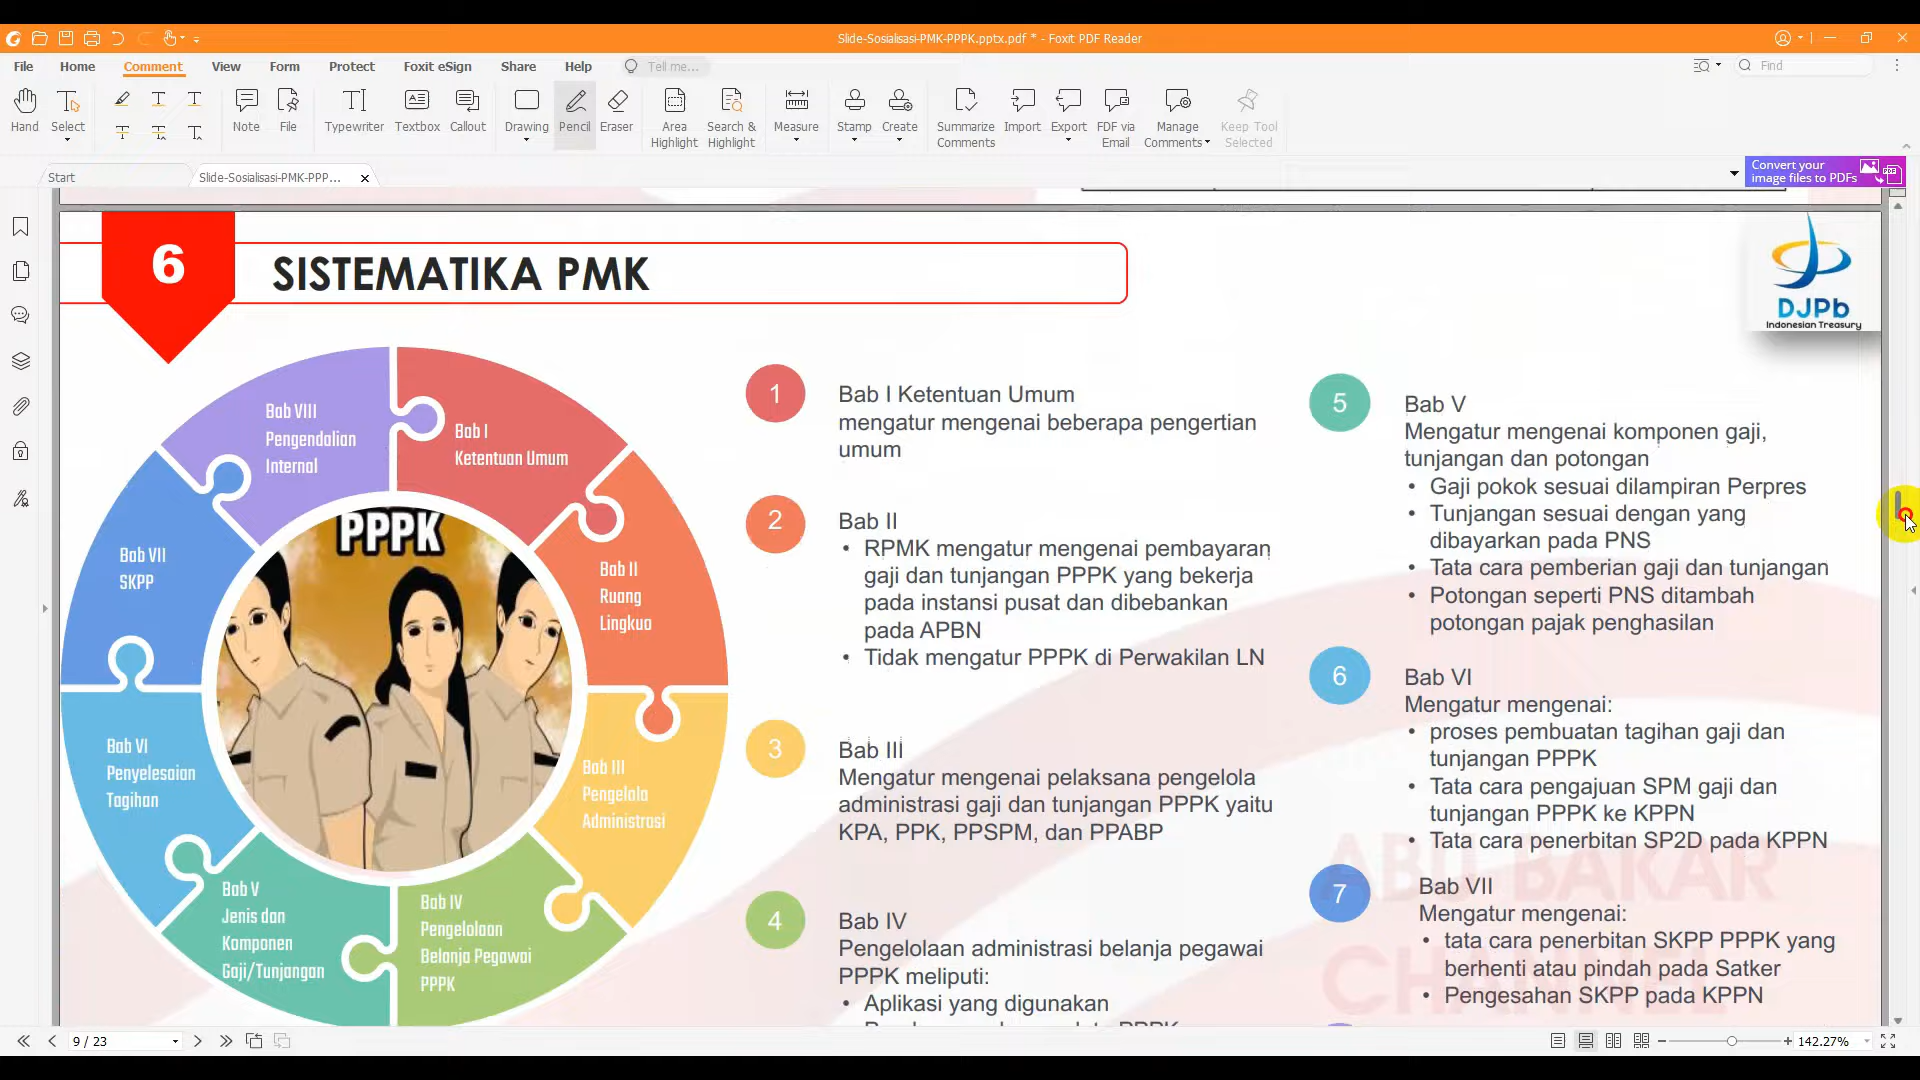 Slide-Sosialisasi-PMK-PPPK.pptx.pdf * - Foxit PDF Reader
File Home Comment View Form Protect Foxit eSign Share Help Tell me... Find
Hand Select Note File Typewriter Textbox Callout Drawing Pencil Eraser Area Highlight Search & Highlight Measure Stamp Create Summarize Comments Import Export FDF via Email Manage Comments Keep Tool Selected
Start Slide-Sosialisasi-PMK-PPP...
Convert your
image files to PDFs
6
SISTEMATIKA PMK
DJPb
Indonesian Treasury
Bab VIII
Pengendalian
Internal
Bab I
Ketentuan Umum
Bab VII
SKPP
PPPK
Bab II
Ruang
Lingkup
Bab VI
Penyelesaian
Tagihan
Bab III
Pengelola
Administrasi
Bab V
Jenis dan
Komponen
Gaji/Tunjangan
Bab IV
Pengelolaan
Belanja Pegawai
PPPK
1
Bab I Ketentuan Umum
mengatur mengenai beberapa pengertian
umum
2
Bab II
• RPMK mengatur mengenai pembayaran
gaji dan tunjangan PPPK yang bekerja
pada instansi pusat dan dibebankan
pada APBN
• Tidak mengatur PPPK di Perwakilan LN
3
Bab III
Mengatur mengenai pelaksana pengelola
administrasi gaji dan tunjangan PPPK yaitu
KPA, PPK, PPSPM, dan PPABP
4
Bab IV
Pengelolaan administrasi belanja pegawai
PPPK meliputi:
• Aplikasi yang digunakan
5
Bab V
Mengatur mengenai komponen gaji,
tunjangan dan potongan
• Gaji pokok sesuai dilampiran Perpres
• Tunjangan sesuai dengan yang
dibayarkan pada PNS
• Tata cara pemberian gaji dan tunjangan
• Potongan seperti PNS ditambah
potongan pajak penghasilan
6
Bab VI
Mengatur mengenai:
• proses pembuatan tagihan gaji dan
tunjangan PPPK
• Tata cara pengajuan SPM gaji dan
tunjangan PPPK ke KPPN
• Tata cara penerbitan SP2D pada KPPN
7
Bab VII
Mengatur mengenai:
• tata cara penerbitan SKPP PPPK yang
berhenti atau pindah pada Satker
• Pengesahan SKPP pada KPPN
ABU BAKAR
CHANNEL
9 / 23
142.27%